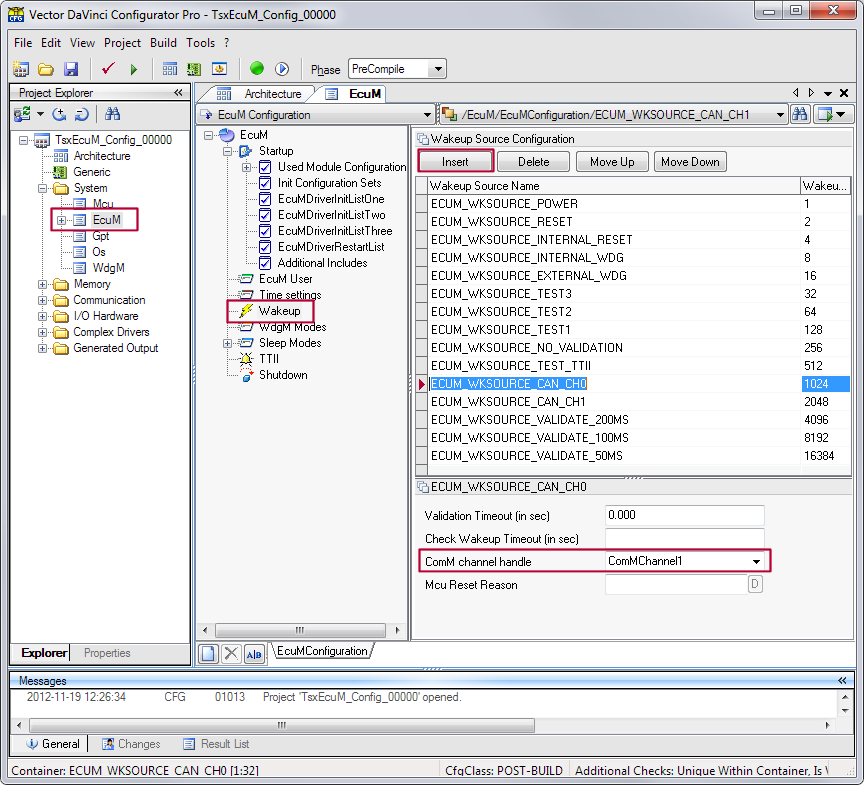 Vector DaVinci Configurator Pro - TsxEcuM_Config_00000
File Edit View Project Build Tools ?
Phase PreCompile
Project Explorer
TsxEcuM_Config_00000
Architecture
Generic
System
Mcu
EcuM
Gpt
Os
WdgM
Memory
Communication
I/O Hardware
Complex Drivers
Generated Output
Explorer Properties
Architecture EcuM
EcuM Configuration /EcuM/EcuMConfiguration/ECUM_WKSOURCE_CAN_CH1
EcuM
Startup
Used Module Configuration
Init Configuration Sets
EcuMDriverInitListOne
EcuMDriverInitListTwo
EcuMDriverInitListThree
EcuMDriverRestartList
Additional Includes
EcuM User
Time settings
Wakeup
WdgM Modes
Sleep Modes
TTII
Shutdown
EcuMConfiguration
Wakeup Source Configuration
Insert Delete Move Up Move Down
Wakeup Source Name Wakeu...
ECUM_WKSOURCE_POWER 1
ECUM_WKSOURCE_RESET 2
ECUM_WKSOURCE_INTERNAL_RESET 4
ECUM_WKSOURCE_INTERNAL_WDG 8
ECUM_WKSOURCE_EXTERNAL_WDG 16
ECUM_WKSOURCE_TEST3 32
ECUM_WKSOURCE_TEST2 64
ECUM_WKSOURCE_TEST1 128
ECUM_WKSOURCE_NO_VALIDATION 256
ECUM_WKSOURCE_TEST_TTII 512
ECUM_WKSOURCE_CAN_CH0 1024
ECUM_WKSOURCE_CAN_CH1 2048
ECUM_WKSOURCE_VALIDATE_200MS 4096
ECUM_WKSOURCE_VALIDATE_100MS 8192
ECUM_WKSOURCE_VALIDATE_50MS 16384
ECUM_WKSOURCE_CAN_CH0
Validation Timeout (in sec) 0.000
Check Wakeup Timeout (in sec)
ComM channel handle ComMChannel1
Mcu Reset Reason D
Messages
2012-11-19 12:26:34 CFG 01013 Project 'TsxEcuM_Config_00000' opened.
General Changes Result List
Container: ECUM_WKSOURCE_CAN_CH0 [1:32] CfgClass: POST-BUILD Additional Checks: Unique Within Container, Is